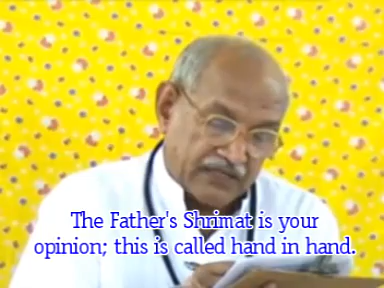 The Father's Shrimat is your
opinion; this is called hand in hand.